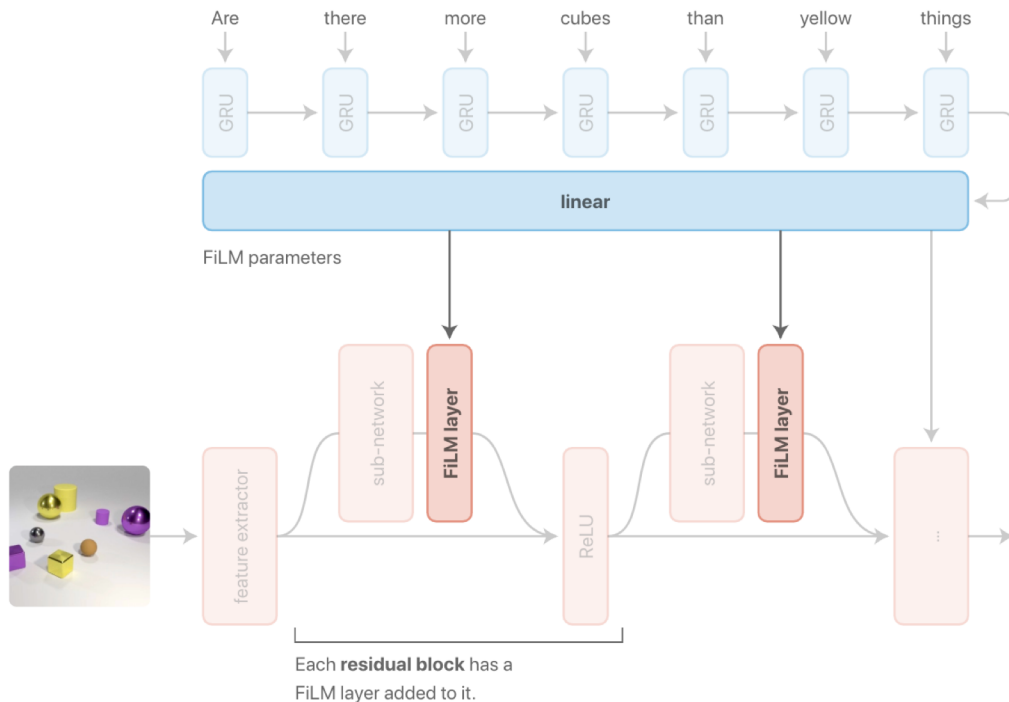 Are there more cubes than yellow things
GRU GRU GRU GRU GRU GRU GRU
linear
FiLM parameters
sub-network
FiLM layer
sub-network
FiLM layer
feature extractor
ReLU
...
Each residual block has a
FiLM layer added to it.